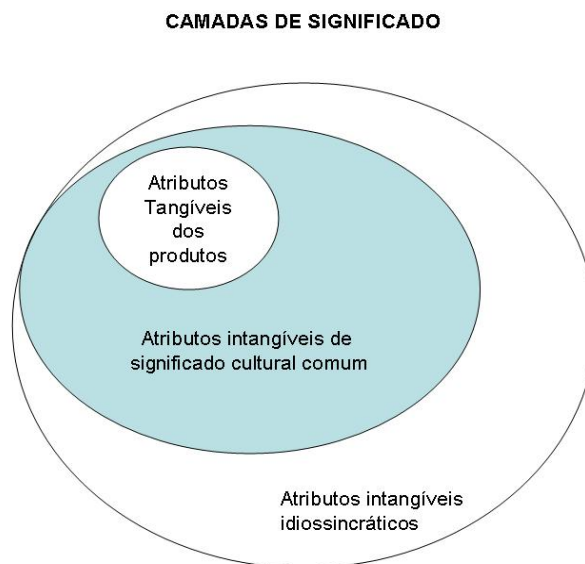 CAMADAS DE SIGNIFICADO
Atributos
Tangíveis
dos
produtos
Atributos intangíveis de
significado cultural comum
Atributos intangíveis
idiossincráticos